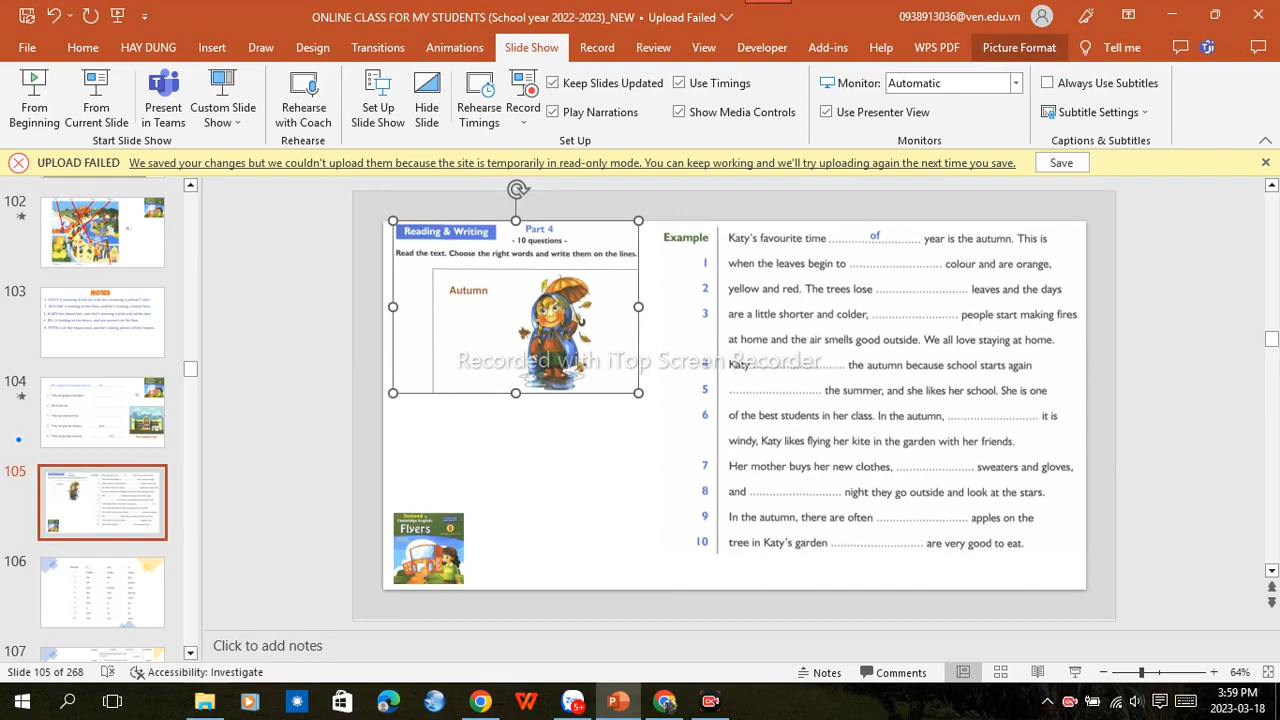 ONLINE CLASS FOR MY STUDENTS (School year 2022-2023)_NEW • Upload Failed
0938913036@ven.edu.vn
File Home HAY DUNG Insert Draw Design Transitions Animations Slide Show Record Review View Developer Add-ins Help WPS PDF Picture Format Tell me
From Beginning
From Current Slide
Present in Teams
Custom Slide Show
Rehearse with Coach
Set Up Slide Show
Hide Slide
Rehearse Timings
Record
Keep Slides Updated
Use Timings
Play Narrations
Show Media Controls
Monitor: Automatic
Use Presenter View
Always Use Subtitles
Subtitle Settings
Start Slide Show
Rehearse
Set Up
Monitors
Captions & Subtitles
UPLOAD FAILED We saved your changes but we couldn't upload them because the site is temporarily in read-only mode. You can keep working and we'll try uploading again the next time you save. Save
102
103
NOTES
104
105
106
107
Reading & Writing
Part 4
- 10 questions -
Read the text. Choose the right words and write them on the lines.
Autumn
Example Katy's favourite time of year is the autumn. This is
1 when the leaves begin to .......................... colour and are orange,
2 yellow and red. The trees lose .......................... leaves and the days
3 are a little shorter and colder, .......................... people start making fires
at home and the air smells good outside. We all love staying at home.
4 Katy .......................... the autumn because school starts again
5 .......................... the summer, and she likes her school. She is one
6 of the best students in her class. In the autumn, .......................... it is
windy, Katy likes flying her kite in the garden with her friends.
7 Her mother buys her new clothes, .......................... sweaters and gloves,
8 and .......................... night they go outside and look at the stars.
9 In the autumn, there are often .......................... apples on the
10 tree in Katy's garden .......................... are very good to eat.
Recorded with iTop Screen Recorder
Flyers
Click to add notes
Slide 105 of 268
Accessibility: Investigate
Notes
Comments
64%
5+
3:59 PM
2023-03-18